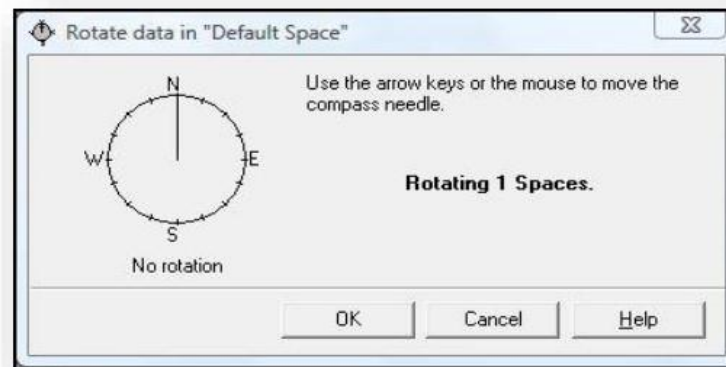 Rotate data in "Default Space"
Use the arrow keys or the mouse to move the
compass needle.
N
W
E
S
Rotating 1 Spaces.
No rotation
OK
Cancel
Help